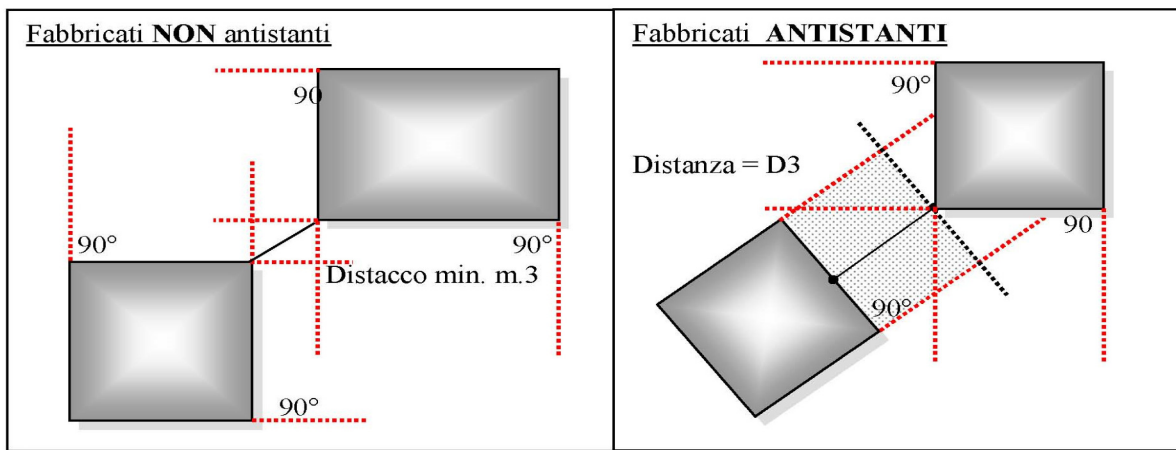 Fabbricati NON antistanti
90
90°
90°
Distacco min. m.3
90°
Fabbricati ANTISTANTI
90°
Distanza = D3
90
90°